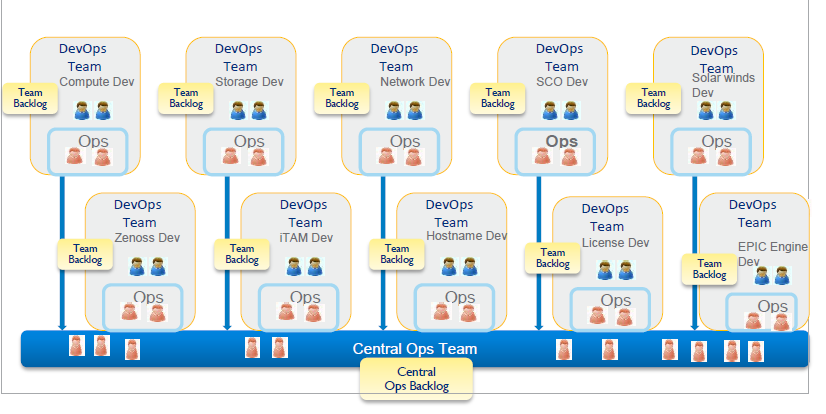 DevOps
Team
Compute Dev
Team
Backlog
Ops
DevOps
Team
Storage Dev
Team
Backlog
Ops
DevOps
Team
Network Dev
Team
Backlog
Ops
DevOps
Team
SCO Dev
Team
Backlog
Ops
DevOps
Team
Solar winds
Dev
Team
Backlog
Ops
DevOps
Team
Zenoss Dev
Team
Backlog
Ops
DevOps
Team
iTAM Dev
Team
Backlog
Ops
DevOps
Team
Hostname Dev
Team
Backlog
Ops
DevOps
Team
License Dev
Team
Backlog
Ops
DevOps
Team
EPIC Engine
Dev
Team
Backlog
Ops
Central Ops Team
Central
Ops Backlog